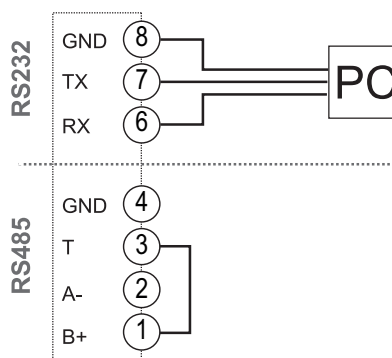 RS232
GND 8
TX 7
RX 6
PC
RS485
GND 4
T 3
A- 2
B+ 1